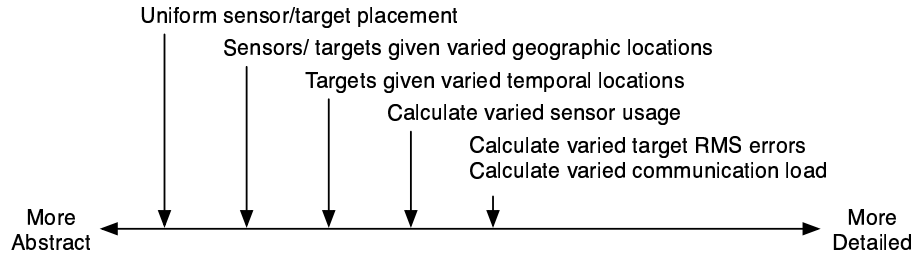 Uniform sensor/target placement
Sensors/ targets given varied geographic locations
Targets given varied temporal locations
Calculate varied sensor usage
Calculate varied target RMS errors
Calculate varied communication load
More
Abstract
More
Detailed